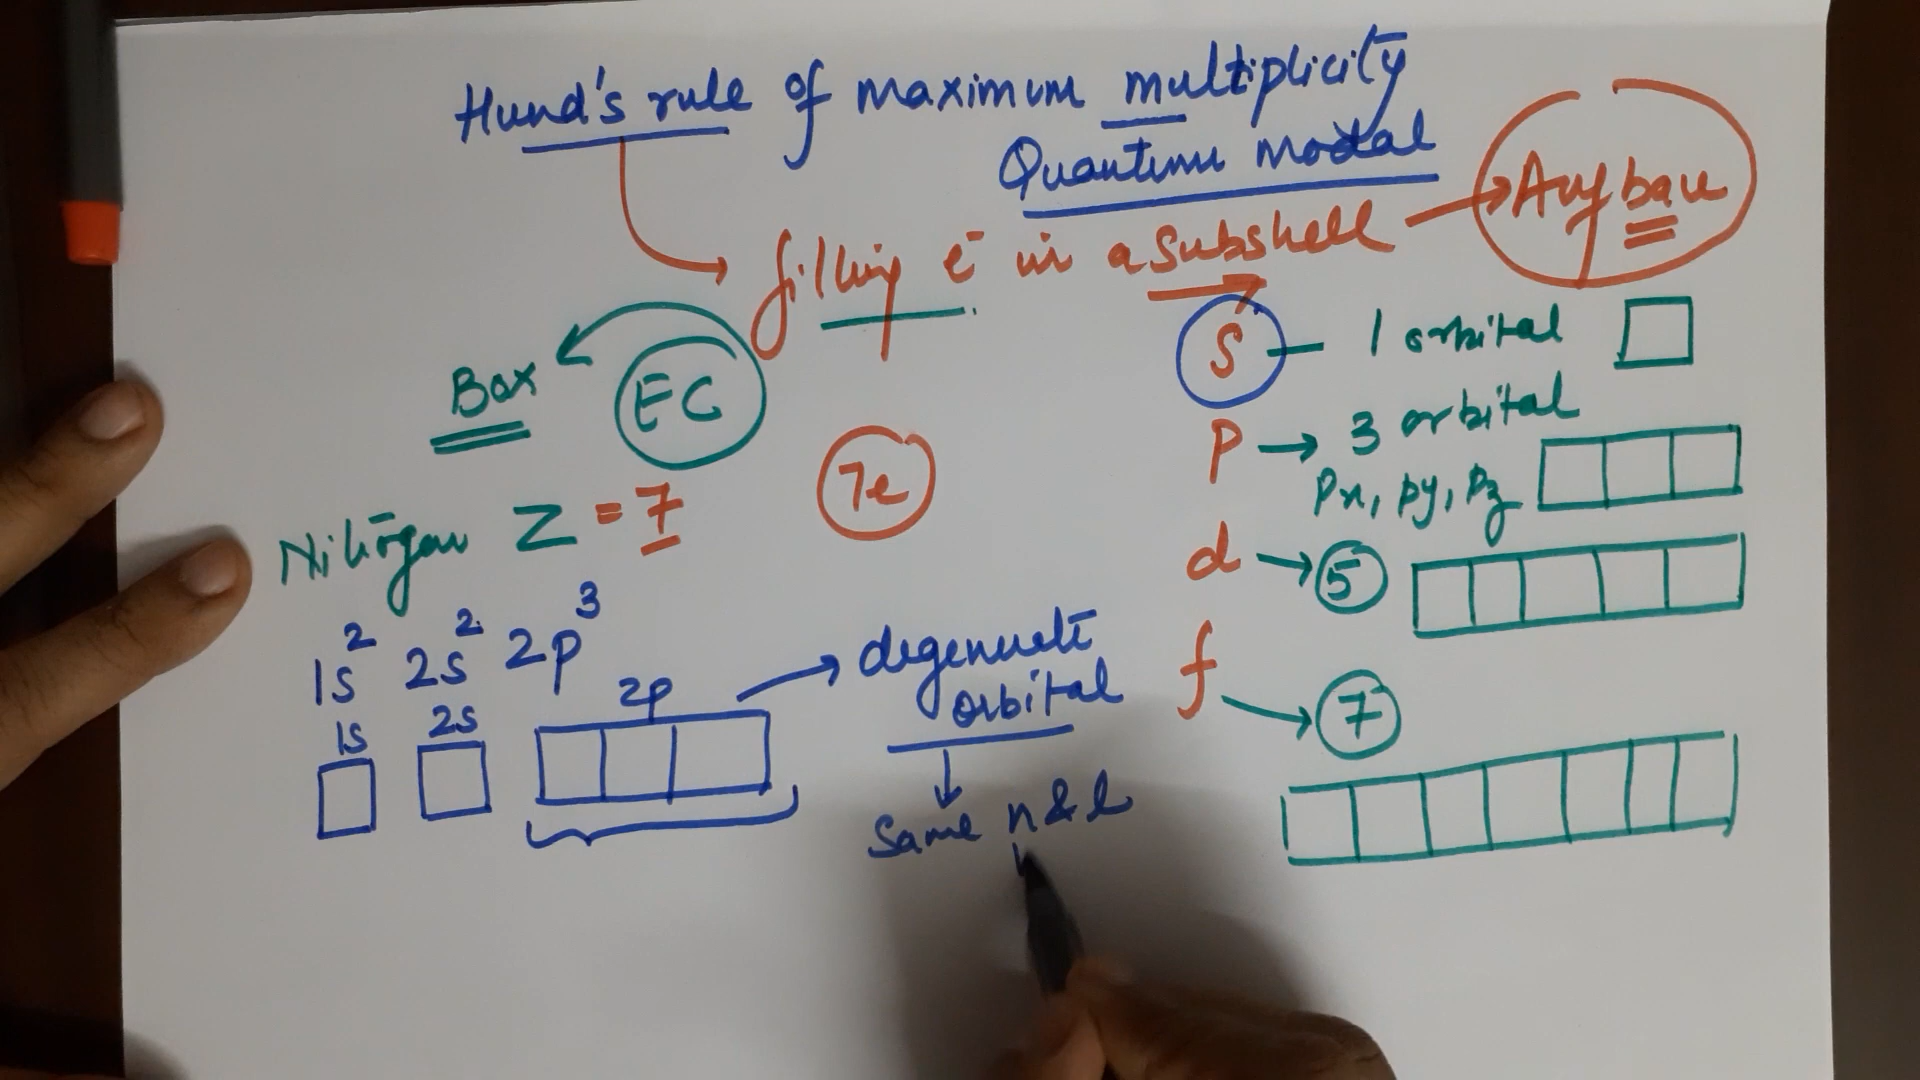 Hund's rule of maximum multiplicity
Quantum modal
filling e⁻ in a subshell → Aufbau
Box
EC
S — 1 orbital
P → 3 orbital
Px, Py, Pz
7e
Nitrogen Z = 7
d → 5
1s² 2s² 2p³
f → 7
1s 2s 2p
degenerate
orbital
Same n & l